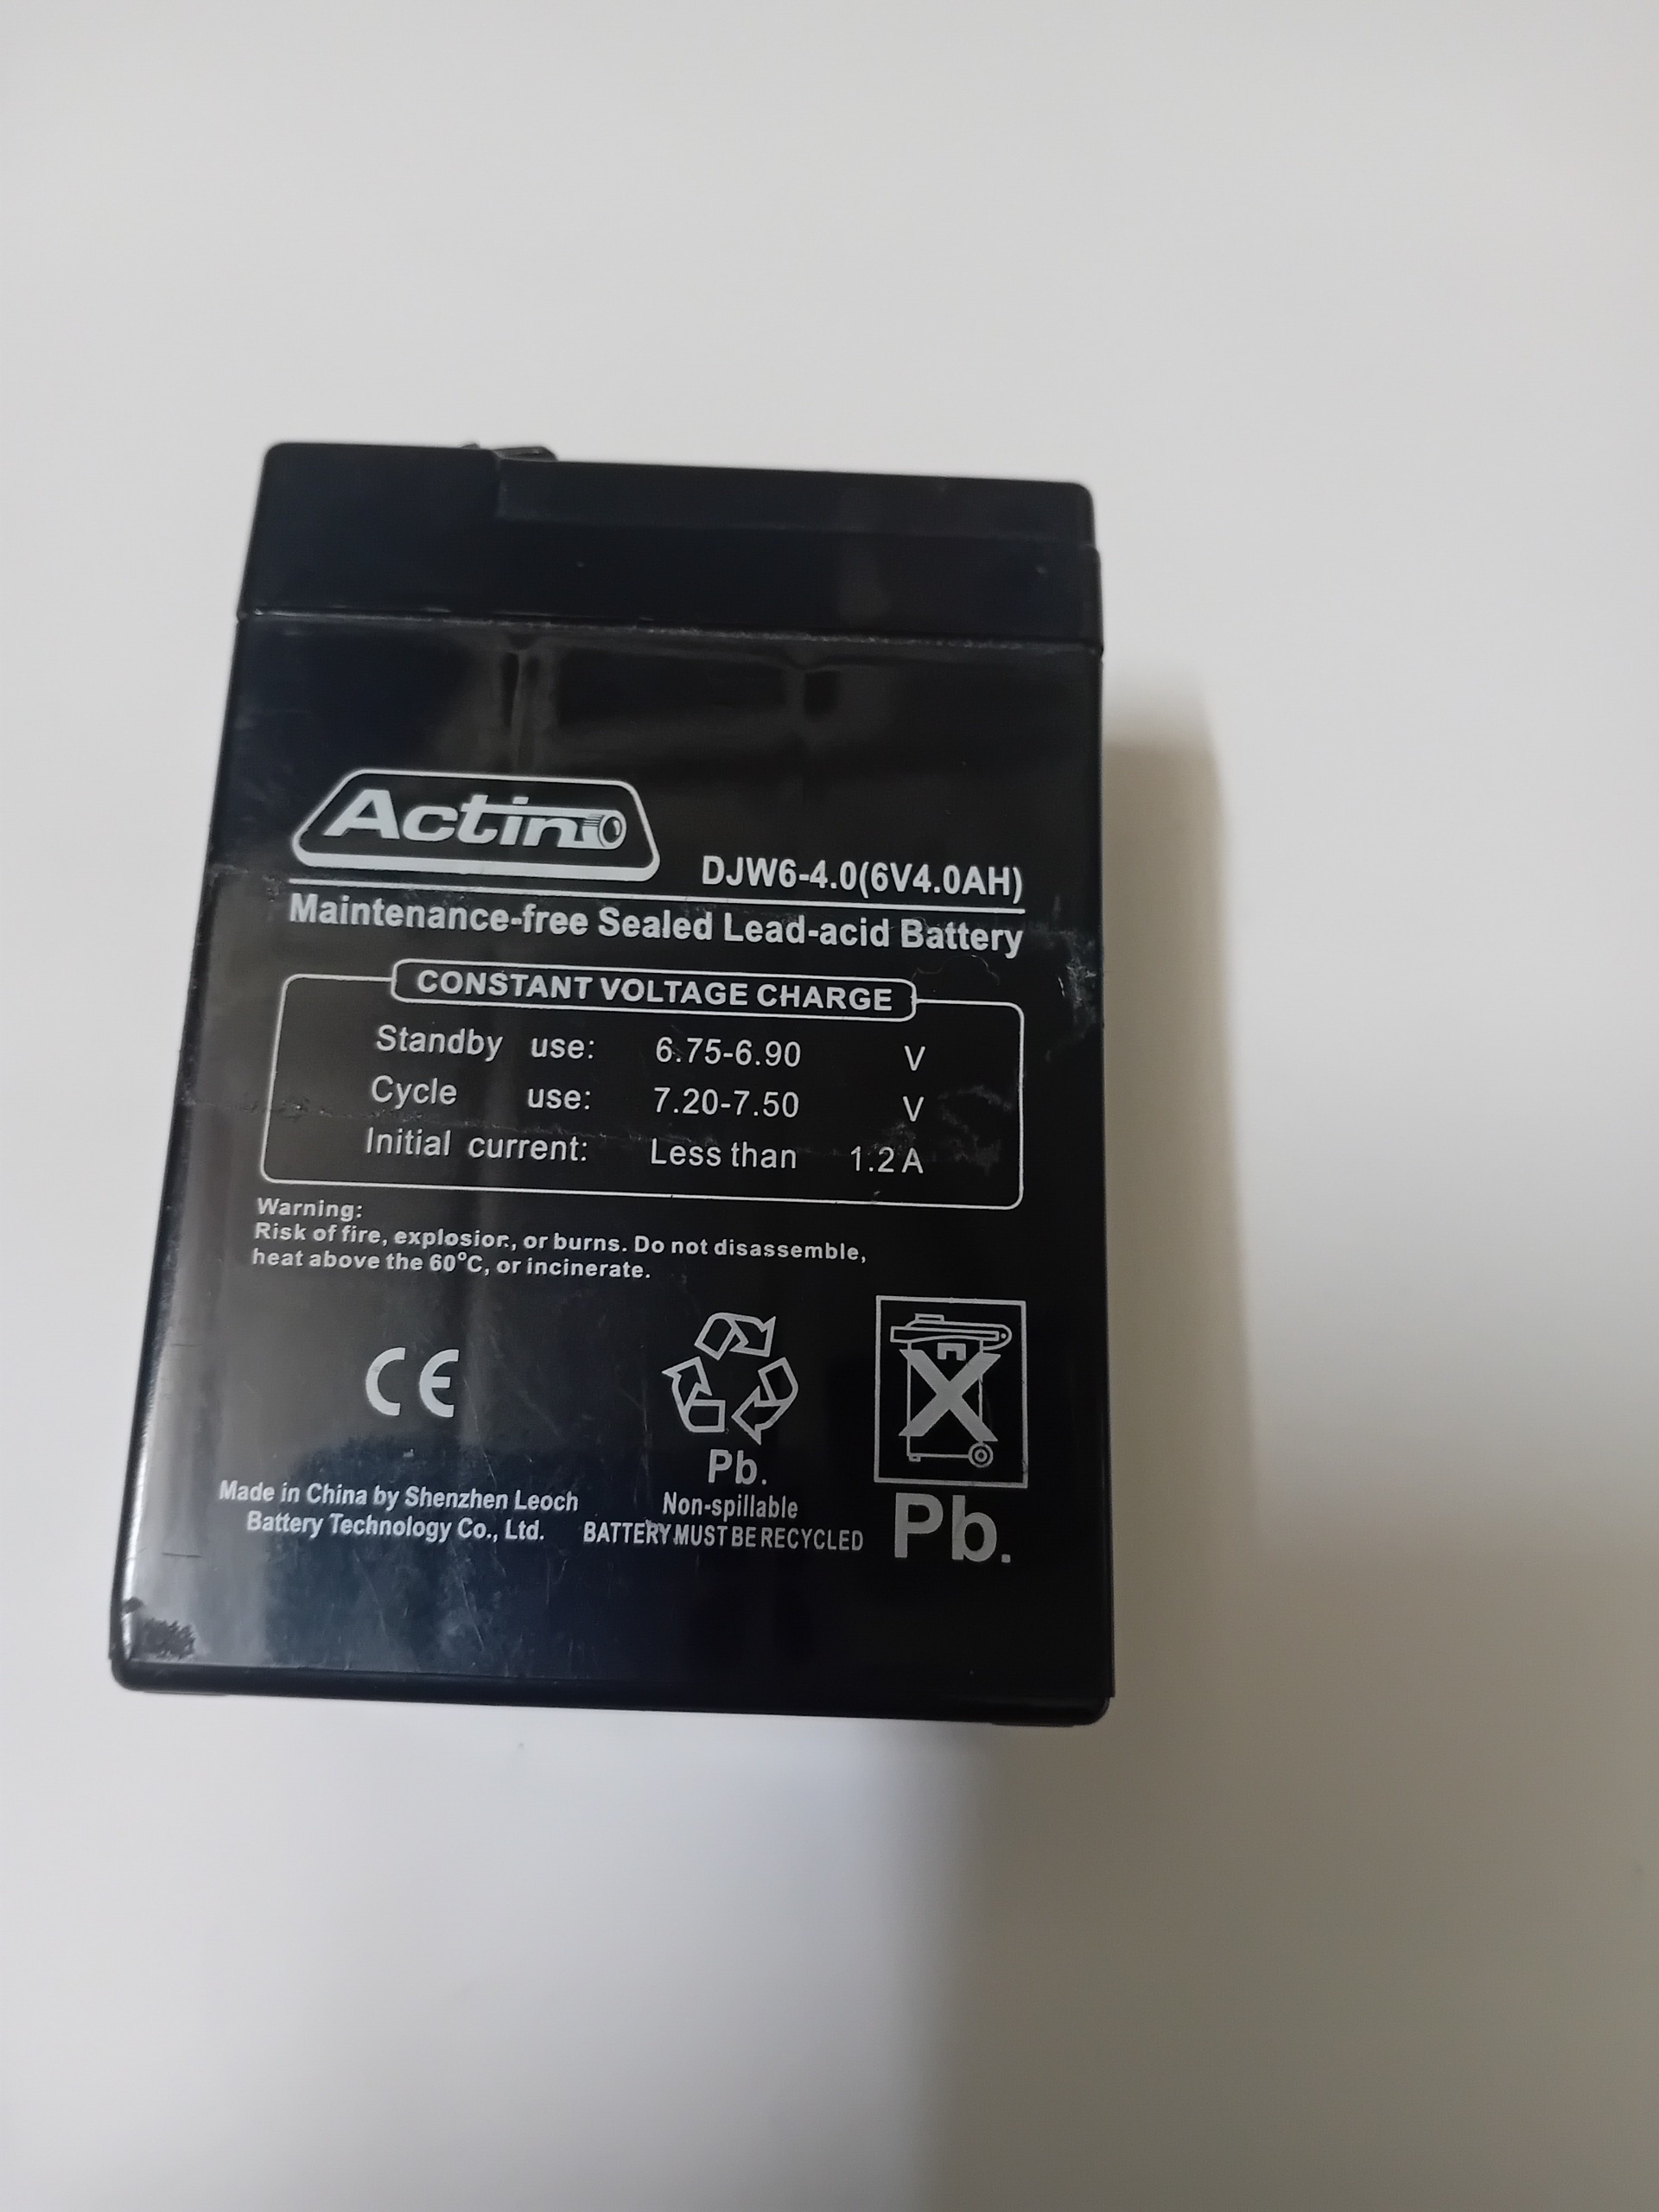 Actin
DJW6-4.0(6V4.0AH)
Maintenance-free Sealed Lead-acid Battery
CONSTANT VOLTAGE CHARGE
Standby use: 6.75-6.90 V
Cycle use: 7.20-7.50 V
Initial current: Less than 1.2A
Warning:
Risk of fire, explosion, or burns. Do not disassemble,
heat above the 60°C, or incinerate.
CE
Pb.
Made in China by Shenzhen Leoch
Battery Technology Co., Ltd.
Non-spillable
BATTERY MUST BE RECYCLED
Pb.